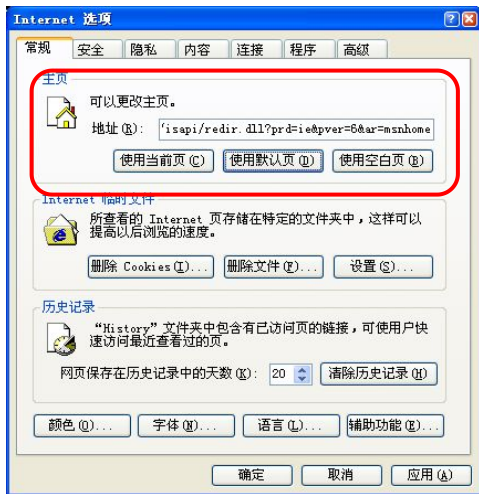 Internet 选项
常规 安全 隐私 内容 连接 程序 高级
主页
可以更改主页。
地址(R): 'isapi/redir.dll?prd=ie&pver=6&ar=msnhome
使用当前页(C) 使用默认页(D) 使用空白页(B)
Internet 临时文件
所查看的 Internet 页存储在特定的文件夹中，这样可以
提高以后浏览的速度。
删除 Cookies(I)... 删除文件(F)... 设置(S)...
历史记录
“History”文件夹中包含有已访问页的链接，可使用户快
速访问最近查看过的页。
网页保存在历史记录中的天数(K): 20 清除历史记录(H)
颜色(O)... 字体(N)... 语言(L)... 辅助功能(E)...
确定 取消 应用(A)